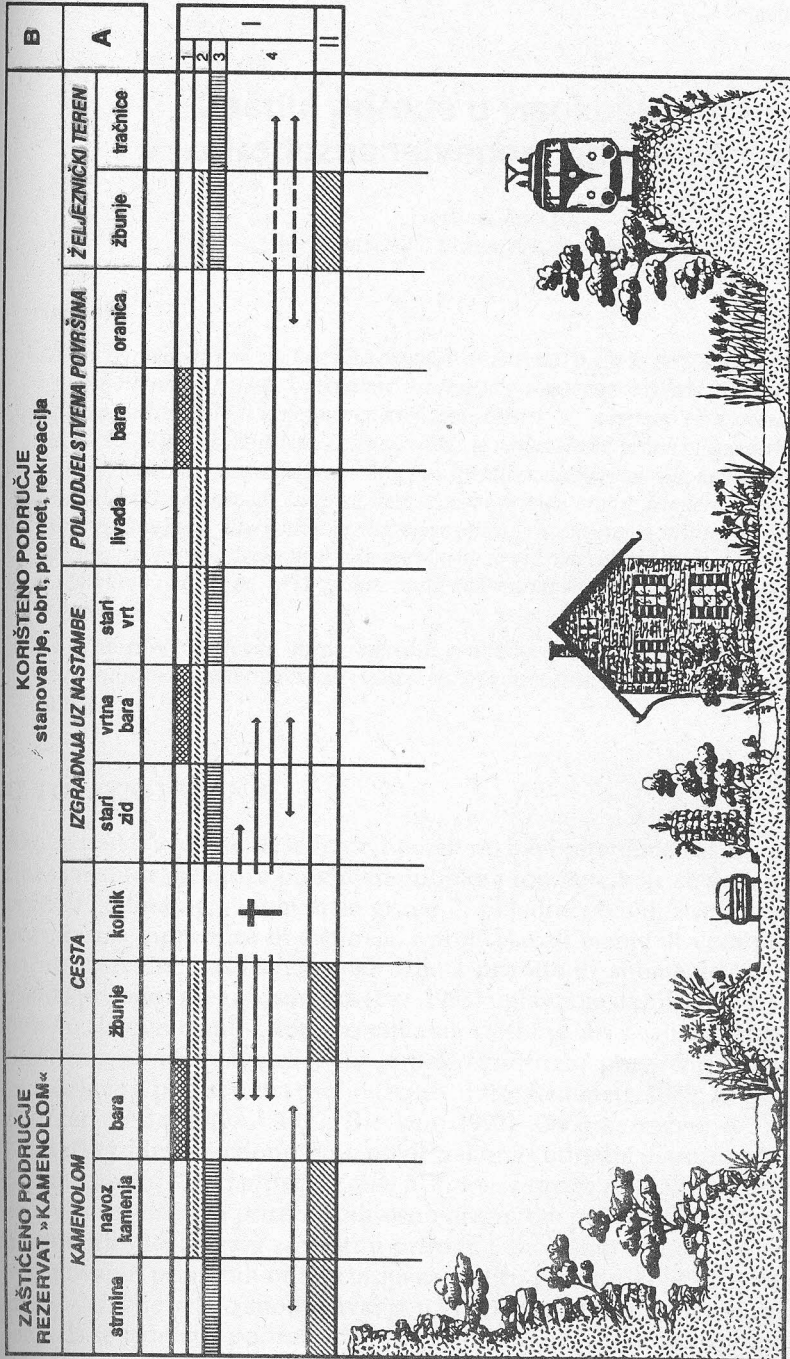 ZAŠTIĆENO PODRUČJE
REZERVAT »KAMENOLOM«
KORIŠTENO PODRUČJE
stanovanje, obrt, promet, rekreacija
B
KAMENOLOM
CESTA
IZGRADNJA UZ NASTAMBE
POLJODJELSTVENA POVRŠINA
ŽELJEZNIČKI TEREN
A
strmina
navoz
kamenja
bara
žbunje
kolnik
stari
zid
vrtna
bara
stari
vrt
livada
bara
oranica
žbunje
tračnice
1
2
3
4
I
II